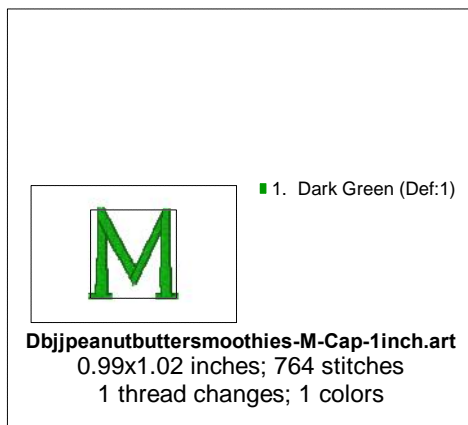 1. Dark Green (Def:1)
M
Dbjjpeanutbuttersmoothies-M-Cap-1inch.art
0.99x1.02 inches; 764 stitches
1 thread changes; 1 colors